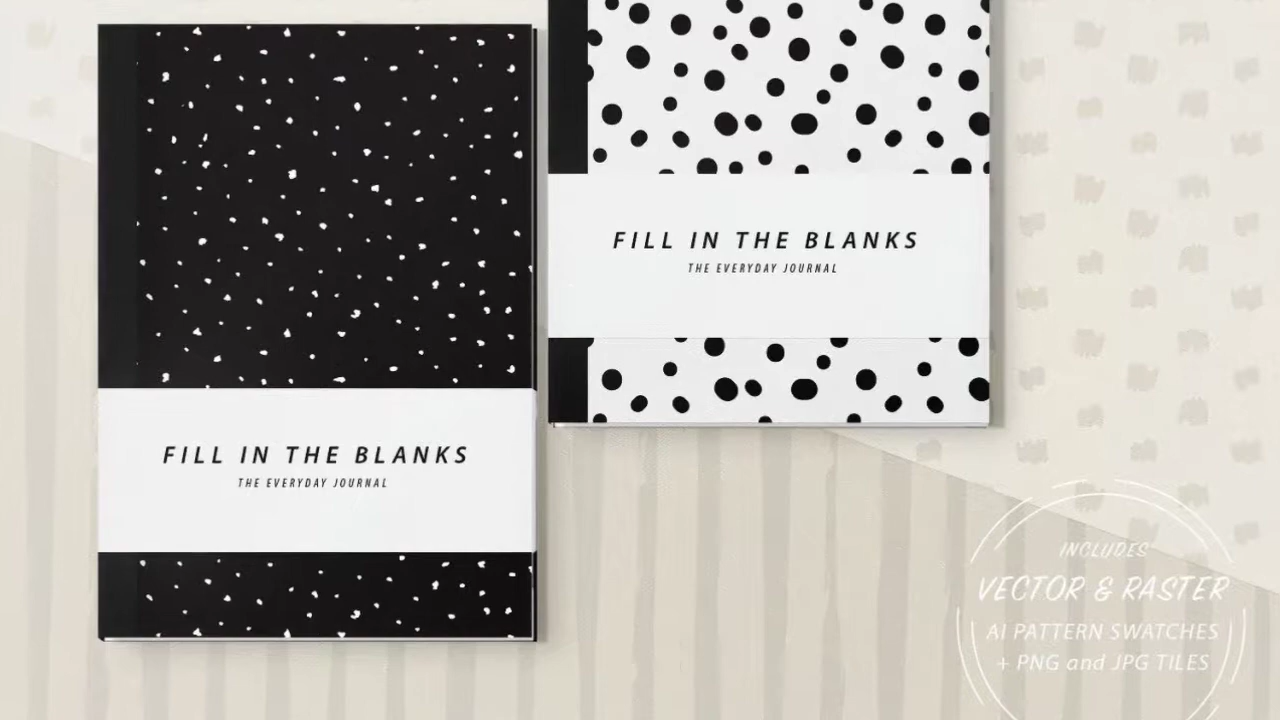 FILL IN THE BLANKS
THE EVERYDAY JOURNAL
FILL IN THE BLANKS
THE EVERYDAY JOURNAL
INCLUDES
VECTOR & RASTER
AI PATTERN SWATCHES
+ PNG and JPG TILES